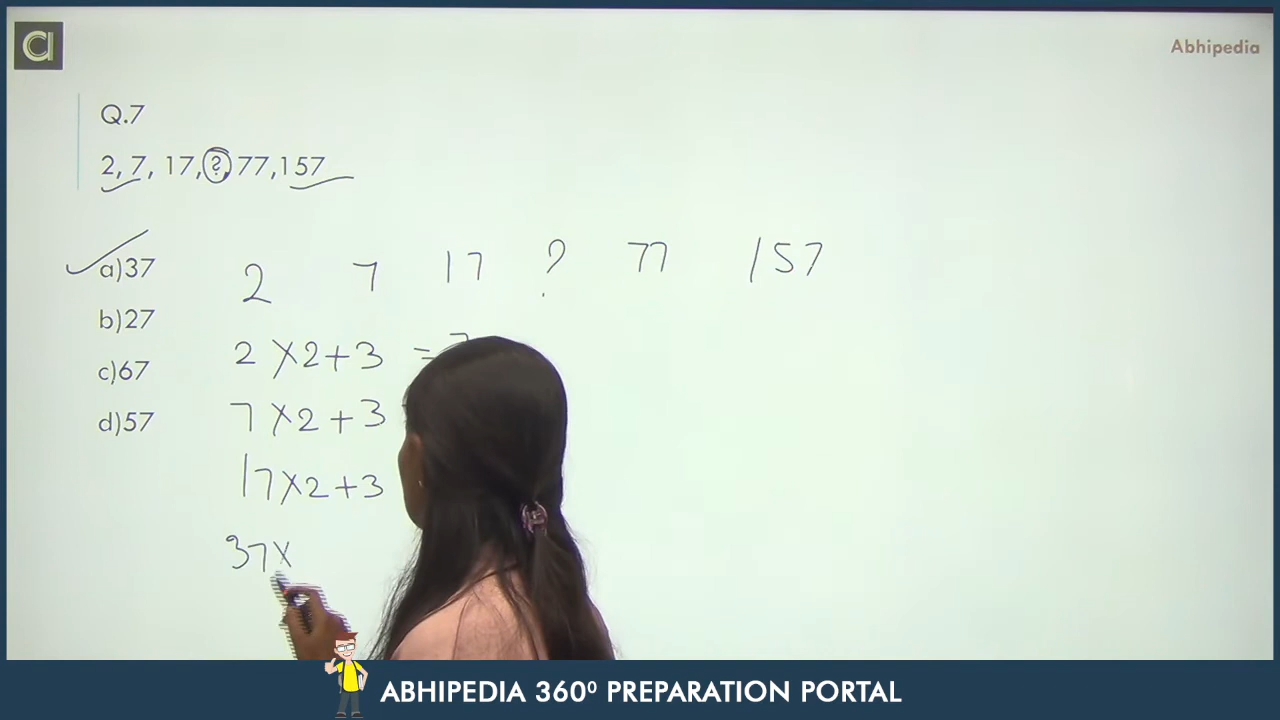 Abhipedia
Q.7
2, 7, 17, ?, 77, 157
a)37
b)27
c)67
d)57
2 7 17 ? 77 157
2 × 2 + 3 =
7 × 2 + 3
17 × 2 + 3
37 ×
ABHIPEDIA 360⁰ PREPARATION PORTAL